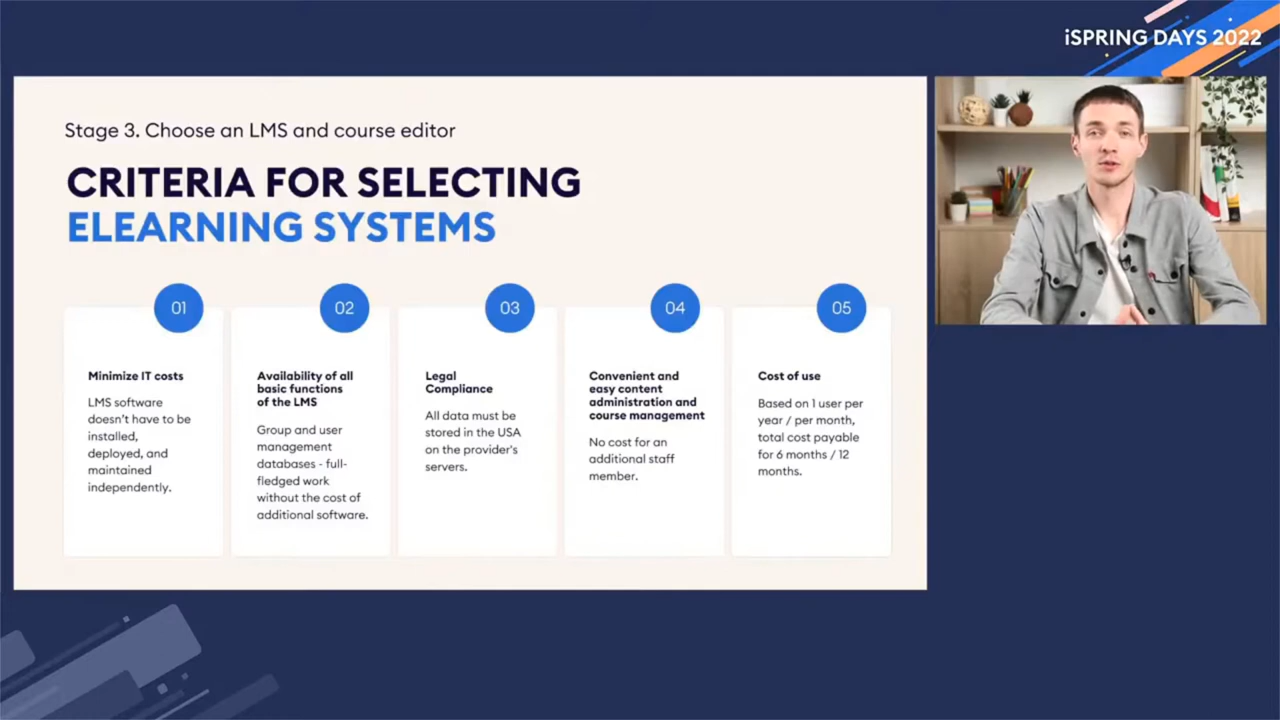 iSPRING DAYS 2022
Stage 3. Choose an LMS and course editor
CRITERIA FOR SELECTING
ELEARNING SYSTEMS
01
Minimize IT costs
LMS software
doesn't have to be
installed,
deployed, and
maintained
independently.
02
Availability of all
basic functions
of the LMS
Group and user
management
databases - full-
fledged work
without the cost of
additional software.
03
Legal
Compliance
All data must be
stored in the USA
on the provider's
servers.
04
Convenient and
easy content
administration and
course management
No cost for an
additional staff
member.
05
Cost of use
Based on 1 user per
year / per month,
total cost payable
for 6 months / 12
months.